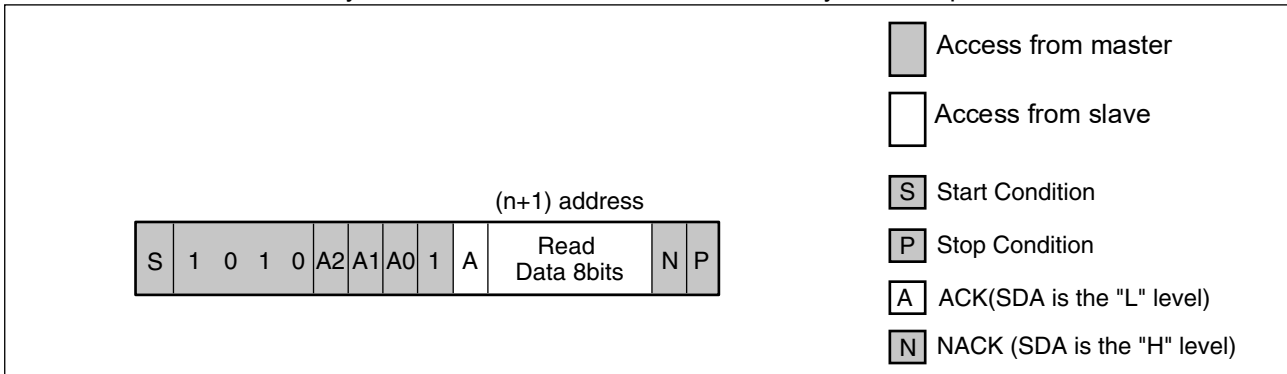 Access from master
Access from slave
(n+1) address
S 1 0 1 0 A2 A1 A0 1 A Read Data 8bits N P
S Start Condition
P Stop Condition
A ACK(SDA is the "L" level)
N NACK (SDA is the "H" level)